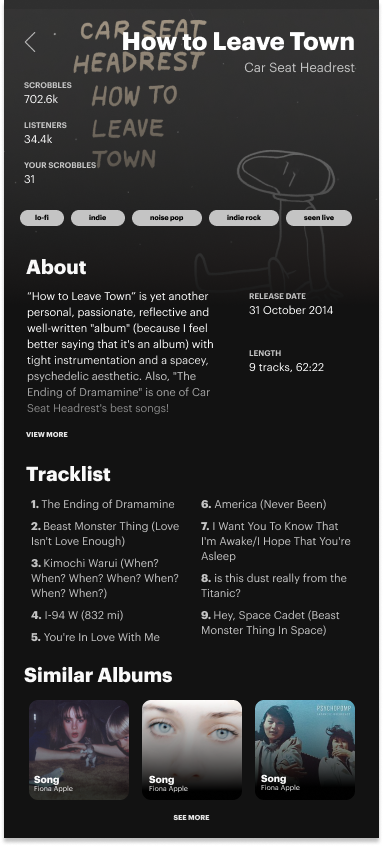 CAR SEAT
HEADREST
HOW TO
LEAVE
TOWN
How to Leave Town
Car Seat Headrest
SCROBBLES
702.6k
LISTENERS
34.4k
YOUR SCROBBLES
31
lo-fi
indie
noise pop
indie rock
seen live
About
“How to Leave Town” is yet another
personal, passionate, reflective and
well-written "album" (because I feel
better saying that it's an album) with
tight instrumentation and a spacey,
psychedelic aesthetic. Also, "The
Ending of Dramamine" is one of Car
Seat Headrest's best songs!
VIEW MORE
RELEASE DATE
31 October 2014
LENGTH
9 tracks, 62:22
Tracklist
1. The Ending of Dramamine
2. Beast Monster Thing (Love
Isn't Love Enough)
3. Kimochi Warui (When?
When? When? When? When?
When? When?)
4. I-94 W (832 mi)
5. You're In Love With Me
6. America (Never Been)
7. I Want You To Know That
I'm Awake/I Hope That You're
Asleep
8. is this dust really from the
Titanic?
9. Hey, Space Cadet (Beast
Monster Thing In Space)
Similar Albums
Song
Fiona Apple
Song
Fiona Apple
PSYCHOPOMP
Song
Fiona Apple
SEE MORE